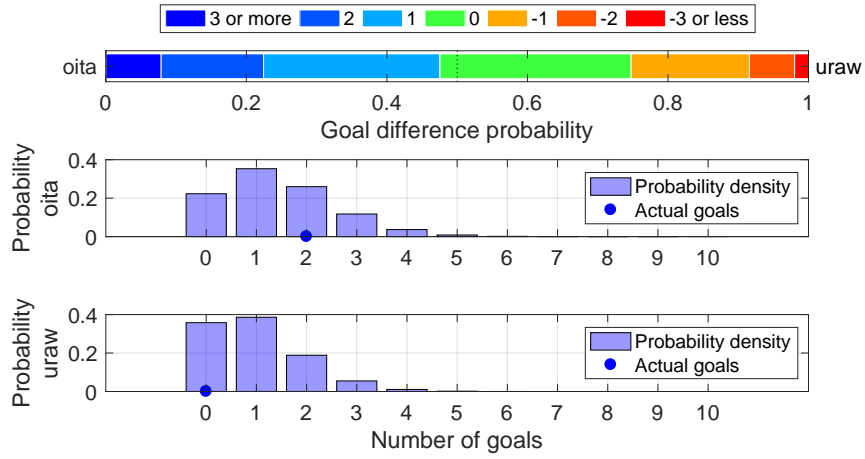 3 or more 2 1 0 -1 -2 -3 or less
oita uraw
0 0.2 0.4 0.6 0.8 1
Goal difference probability
Probability
oita
0.4
0.2
0
Probability density
Actual goals
0 1 2 3 4 5 6 7 8 9 10
Probability
uraw
0.4
0.2
0
Probability density
Actual goals
0 1 2 3 4 5 6 7 8 9 10
Number of goals